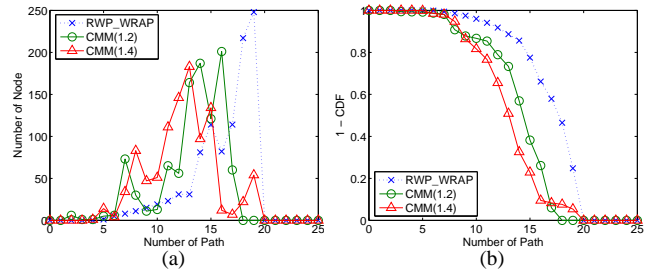 250
200
150
100
50
0
Number of Node
RWP_WRAP
CMM(1.2)
CMM(1.4)
0 5 10 15 20 25
Number of Path
(a)
1
0.8
0.6
0.4
0.2
0
1 − CDF
RWP_WRAP
CMM(1.2)
CMM(1.4)
0 5 10 15 20 25
Number of Path
(b)